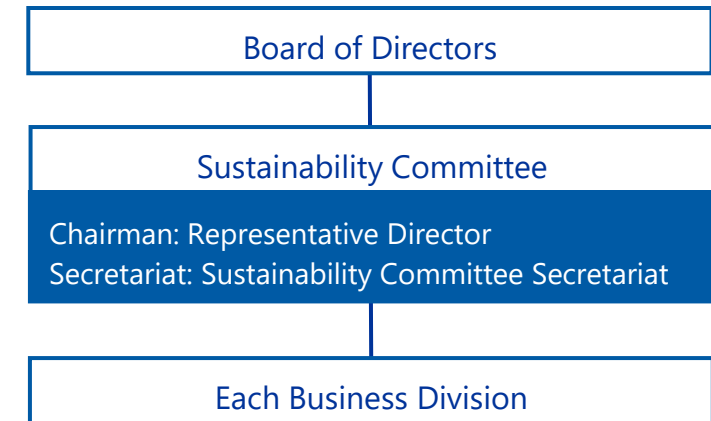 Board of Directors
Sustainability Committee
Chairman: Representative Director
Secretariat: Sustainability Committee Secretariat
Each Business Division